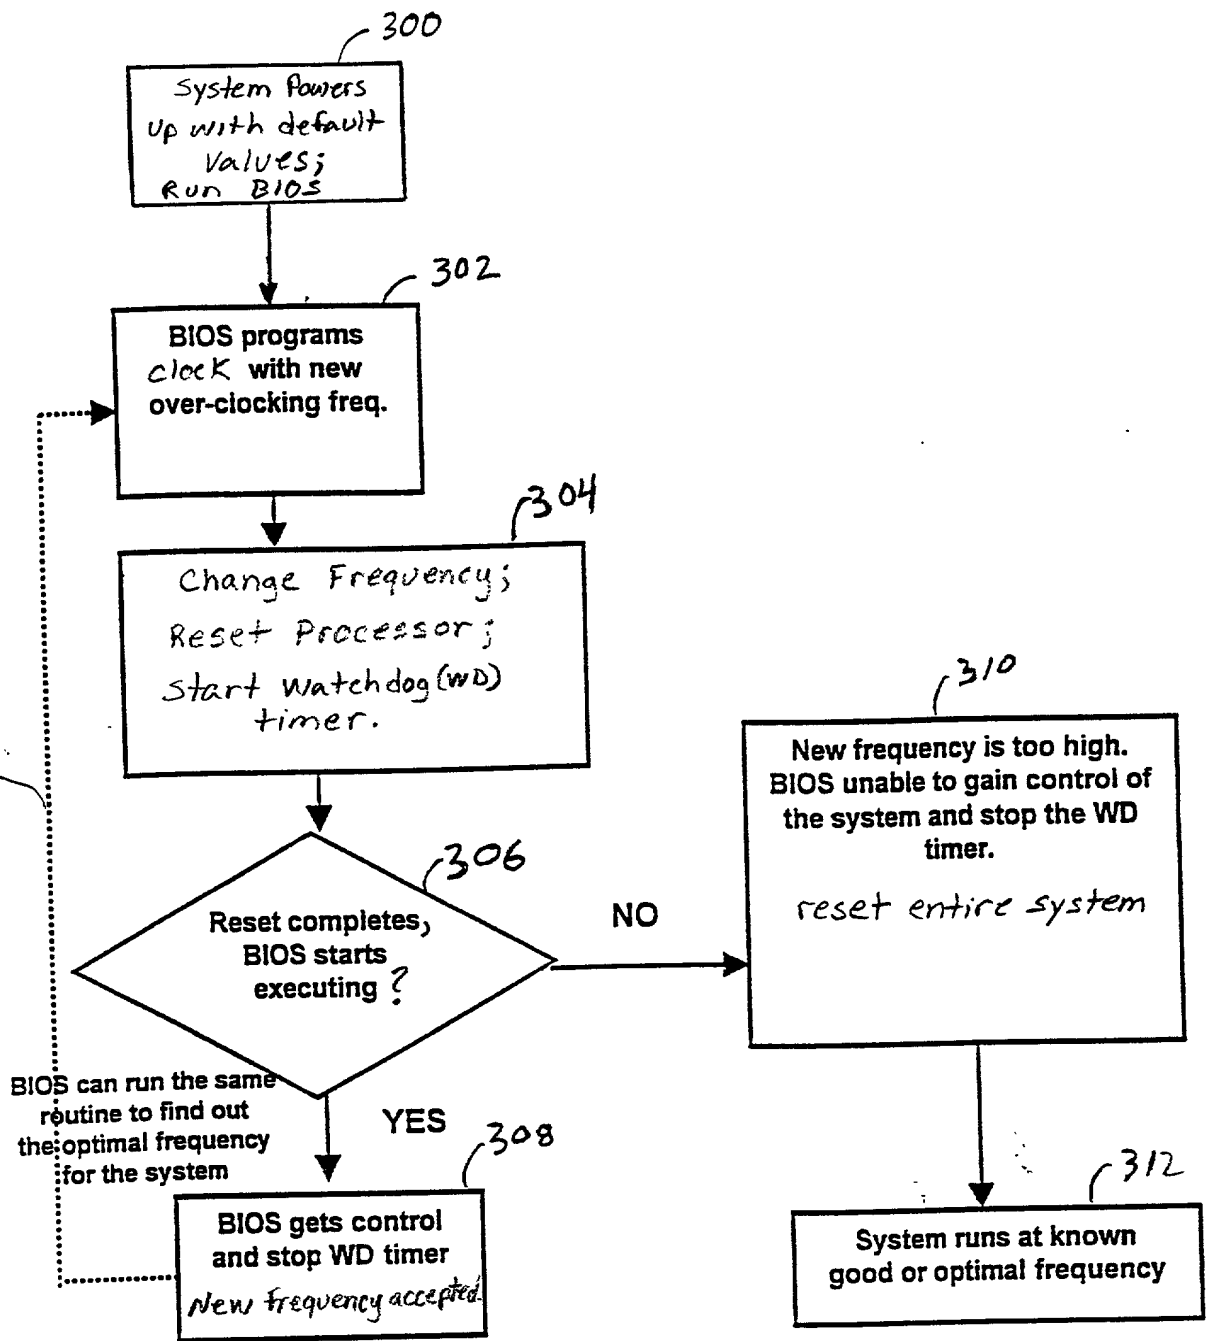 300
System Powers
Up with default
Values;
Run BIOS
302
BIOS programs
clock with new
over-clocking freq.
304
Change Frequency;
Reset Processor;
Start Watchdog (WD)
timer.
306
Reset completes,
BIOS starts
executing?
NO
310
New frequency is too high.
BIOS unable to gain control of
the system and stop the WD
timer.
reset entire system
BIOS can run the same
routine to find out
the optimal frequency
for the system
YES
308
BIOS gets control
and stop WD timer
New frequency accepted.
312
System runs at known
good or optimal frequency